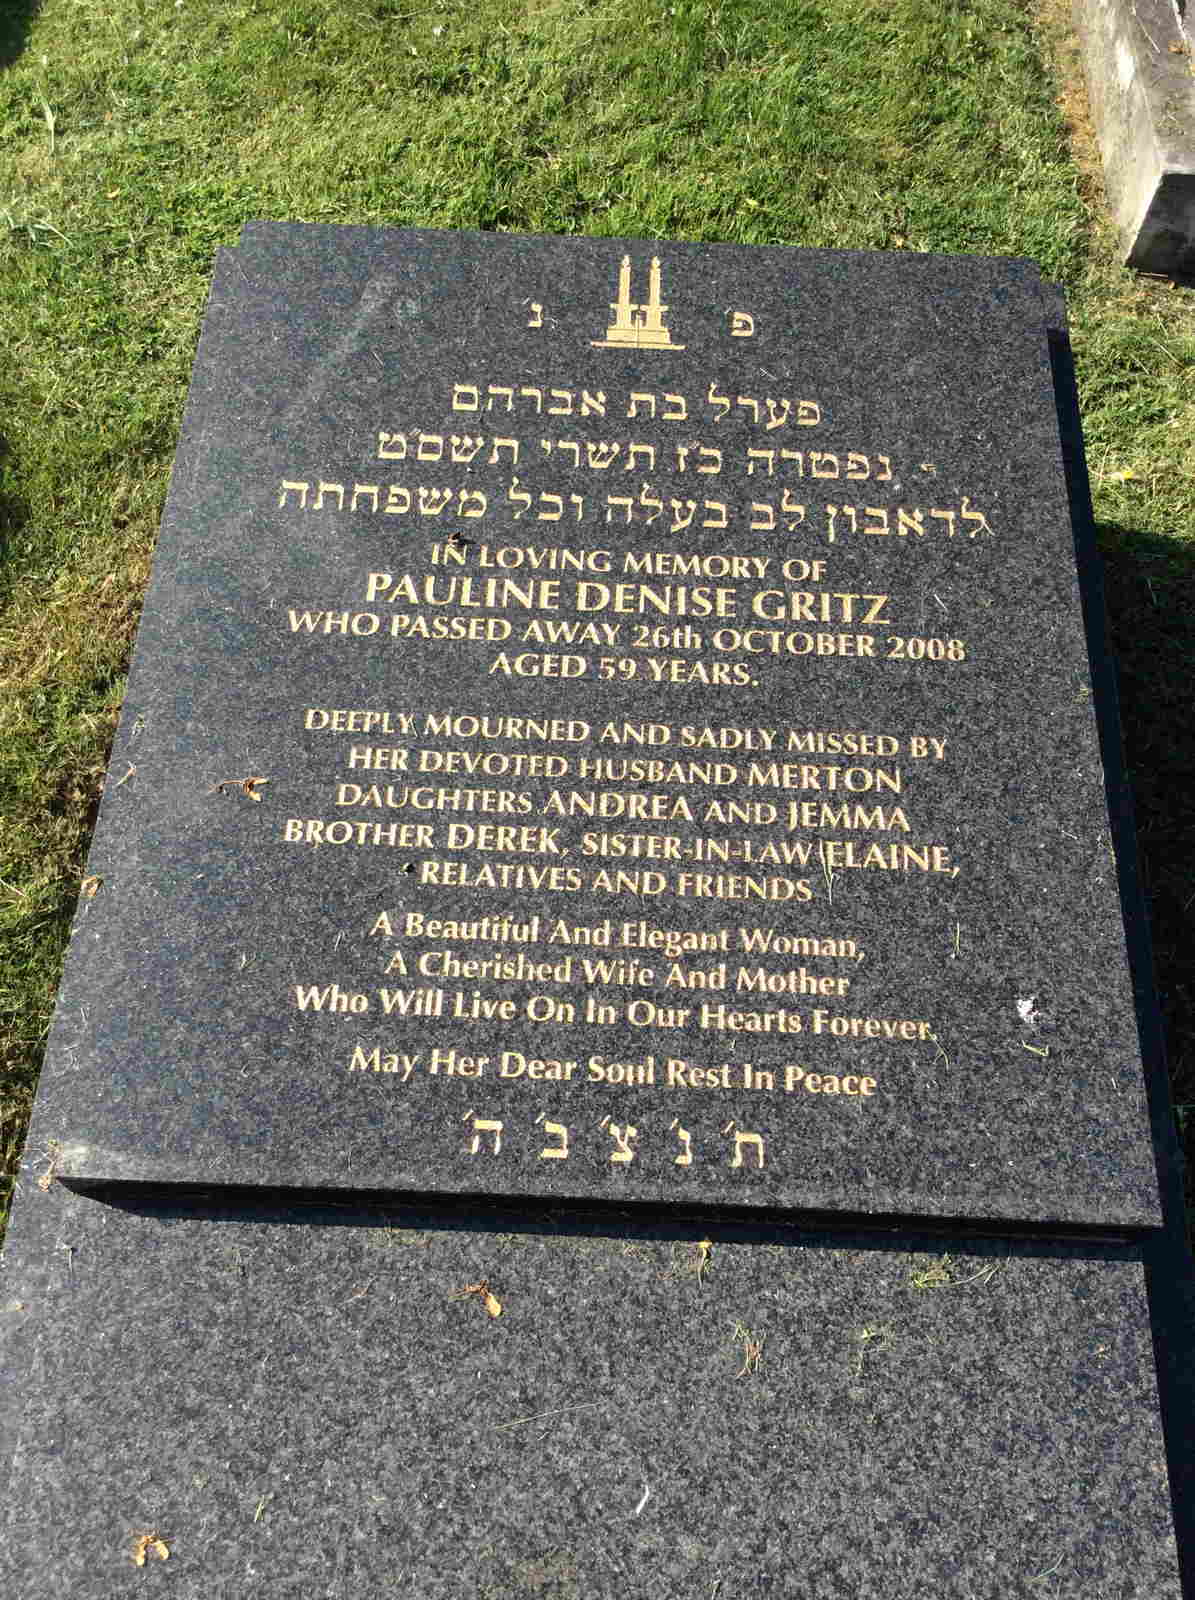 פ נ
פערל בת אברהם
נפטרה כ״ז תשרי תשס״ט
לדאבון לב בעלה וכל משפחתה
IN LOVING MEMORY OF
PAULINE DENISE GRITZ
WHO PASSED AWAY 26th OCTOBER 2008
AGED 59 YEARS.
DEEPLY MOURNED AND SADLY MISSED BY
HER DEVOTED HUSBAND MERTON
DAUGHTERS ANDREA AND JEMMA
BROTHER DEREK, SISTER-IN-LAW ELAINE,
RELATIVES AND FRIENDS
A Beautiful And Elegant Woman,
A Cherished Wife And Mother
Who Will Live On In Our Hearts Forever.
May Her Dear Soul Rest In Peace
ת׳ נ׳ צ׳ ב׳ ה׳